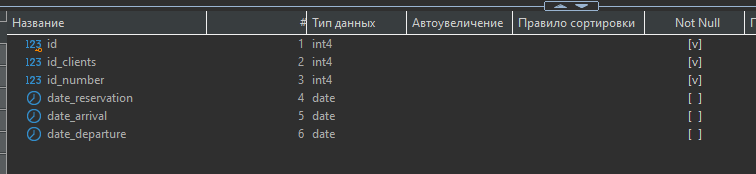 Название # Тип данных Автоувеличение Правило сортировки Not Null
123 id 1 int4 [v]
123 id_clients 2 int4 [v]
123 id_number 3 int4 [v]
date_reservation 4 date [ ]
date_arrival 5 date [ ]
date_departure 6 date [ ]